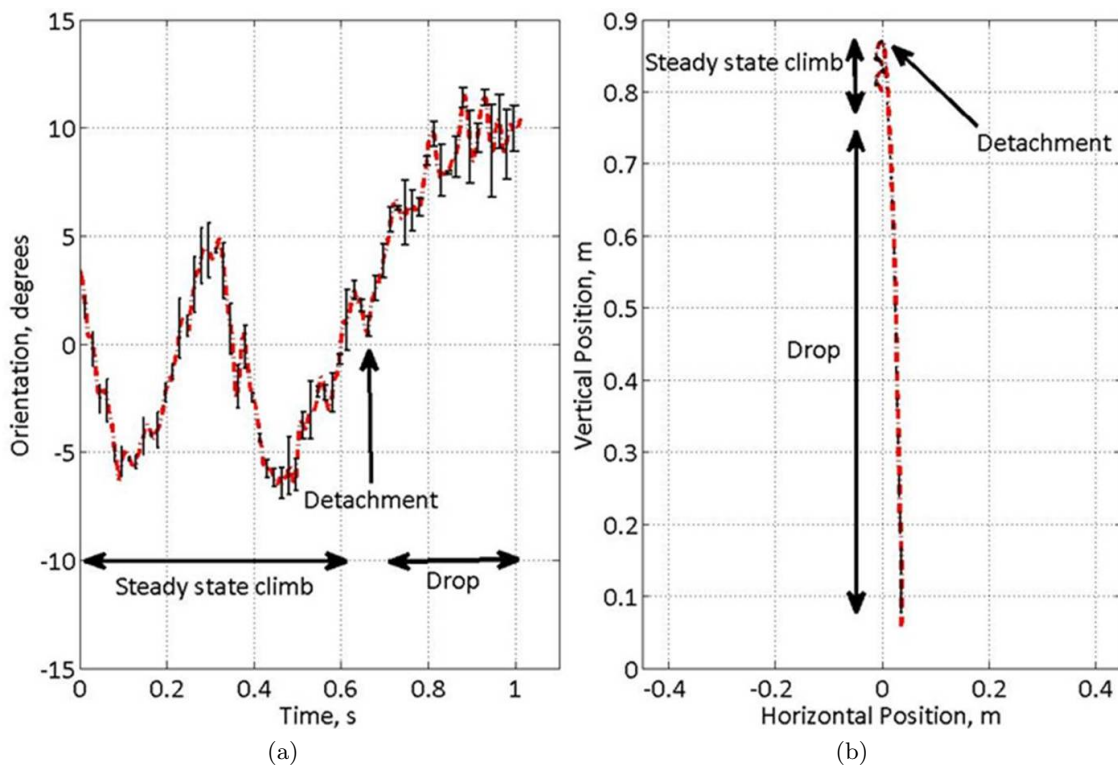 15
10
5
0
-5
-10
-15
Orientation, degrees
Detachment
Steady state climb
Drop
0
0.2
0.4
0.6
0.8
1
Time, s
(a)
0.9
0.8
0.7
0.6
0.5
0.4
0.3
0.2
0.1
0
Vertical Position, m
Steady state climb
Detachment
Drop
-0.4
-0.2
0
0.2
0.4
Horizontal Position, m
(b)